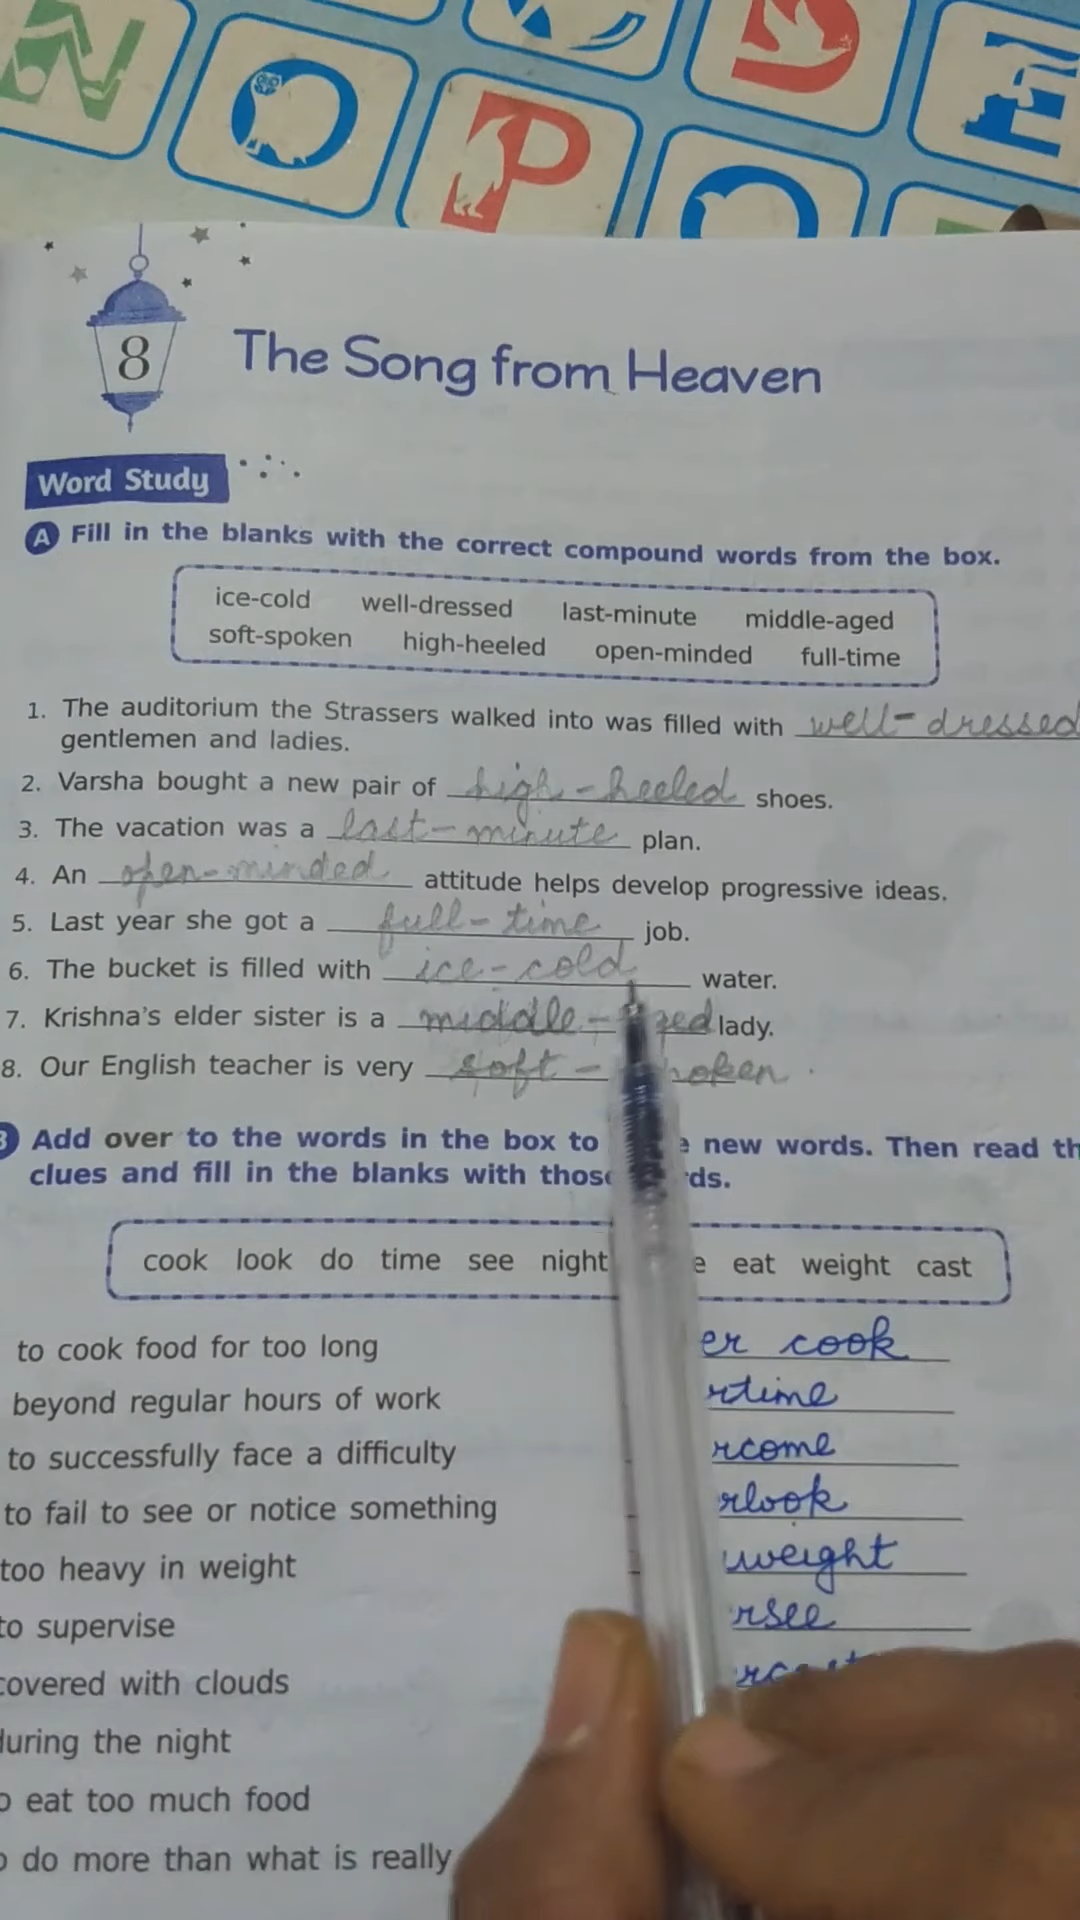 N O P Q E
8 The Song from Heaven
Word Study
A Fill in the blanks with the correct compound words from the box.
ice-cold well-dressed last-minute middle-aged
soft-spoken high-heeled open-minded full-time
1. The auditorium the Strassers walked into was filled with well-dressed
gentlemen and ladies.
2. Varsha bought a new pair of high-heeled shoes.
3. The vacation was a last-minute plan.
4. An open-minded attitude helps develop progressive ideas.
5. Last year she got a full-time job.
6. The bucket is filled with ice-cold water.
7. Krishna's elder sister is a middle-aged lady.
8. Our English teacher is very soft-spoken.
Add over to the words in the box to new words. Then read
clues and fill in the blanks with
cook look do time see night eat weight cast
to cook food for too long er cook
beyond regular hours of work rtime
to successfully face a difficulty rcome
to fail to see or notice something rlook
too heavy in weight weight
to supervise rsee
covered with clouds
during the night
eat too much food
do more than what is really